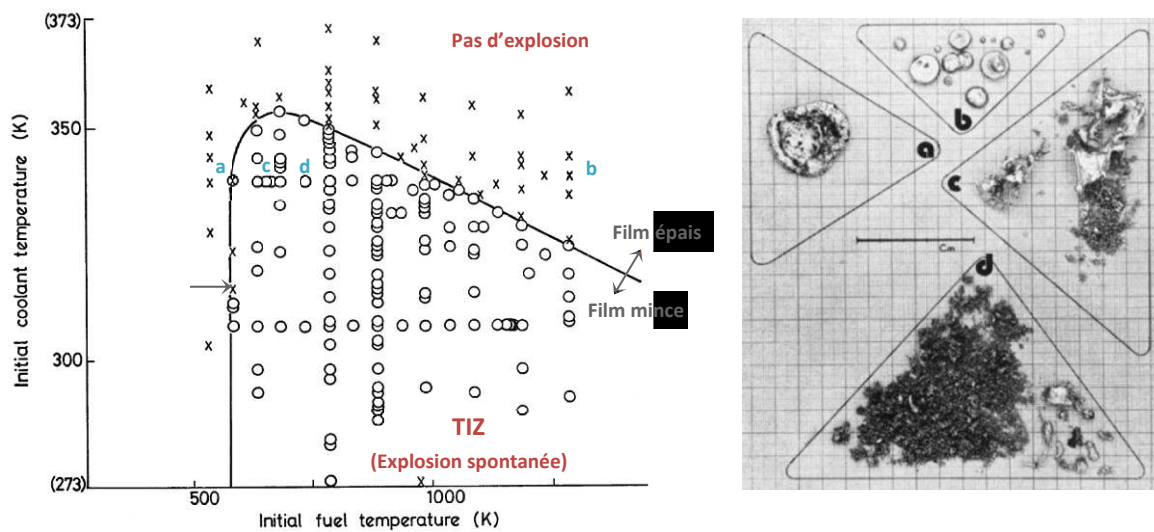 (373)
Pas d'explosion
350
a
c
d
b
Film épais
Film mince
300
TIZ
(Explosion spontanée)
(273)
500
1000
Initial coolant temperature (K)
Initial fuel temperature (K)
b
a
c
Cm
d